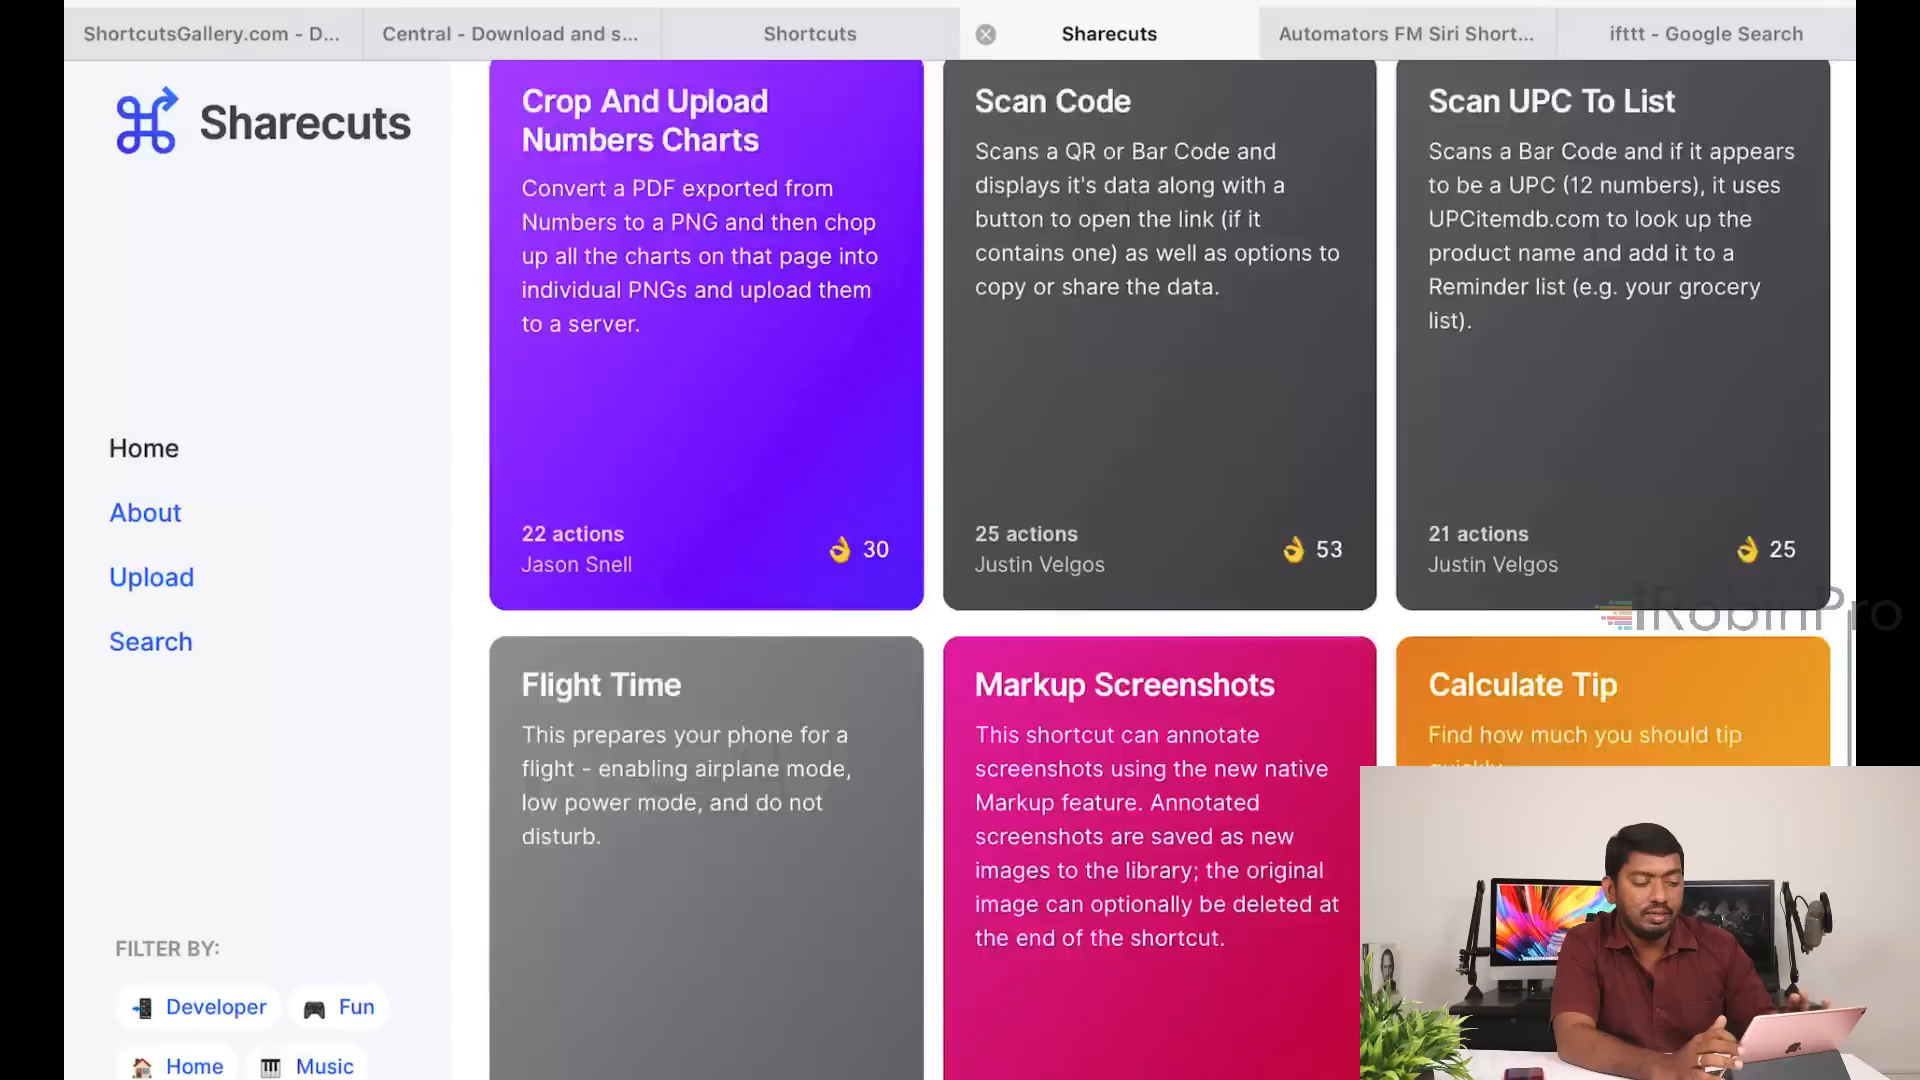 ShortcutsGallery.com - D...
Central - Download and s...
Shortcuts
Sharecuts
Automators FM Siri Short...
ifttt - Google Search
Sharecuts
Home
About
Upload
Search
FILTER BY:
Developer
Fun
Home
Music
Crop And Upload
Numbers Charts
Convert a PDF exported from
Numbers to a PNG and then chop
up all the charts on that page into
individual PNGs and upload them
to a server.
22 actions
Jason Snell
30
Scan Code
Scans a QR or Bar Code and
displays it's data along with a
button to open the link (if it
contains one) as well as options to
copy or share the data.
25 actions
Justin Velgos
53
Scan UPC To List
Scans a Bar Code and if it appears
to be a UPC (12 numbers), it uses
UPCitemdb.com to look up the
product name and add it to a
Reminder list (e.g. your grocery
list).
21 actions
Justin Velgos
25
iRobinPro
Flight Time
This prepares your phone for a
flight - enabling airplane mode,
low power mode, and do not
disturb.
Markup Screenshots
This shortcut can annotate
screenshots using the new native
Markup feature. Annotated
screenshots are saved as new
images to the library; the original
image can optionally be deleted at
the end of the shortcut.
Calculate Tip
Find how much you should tip